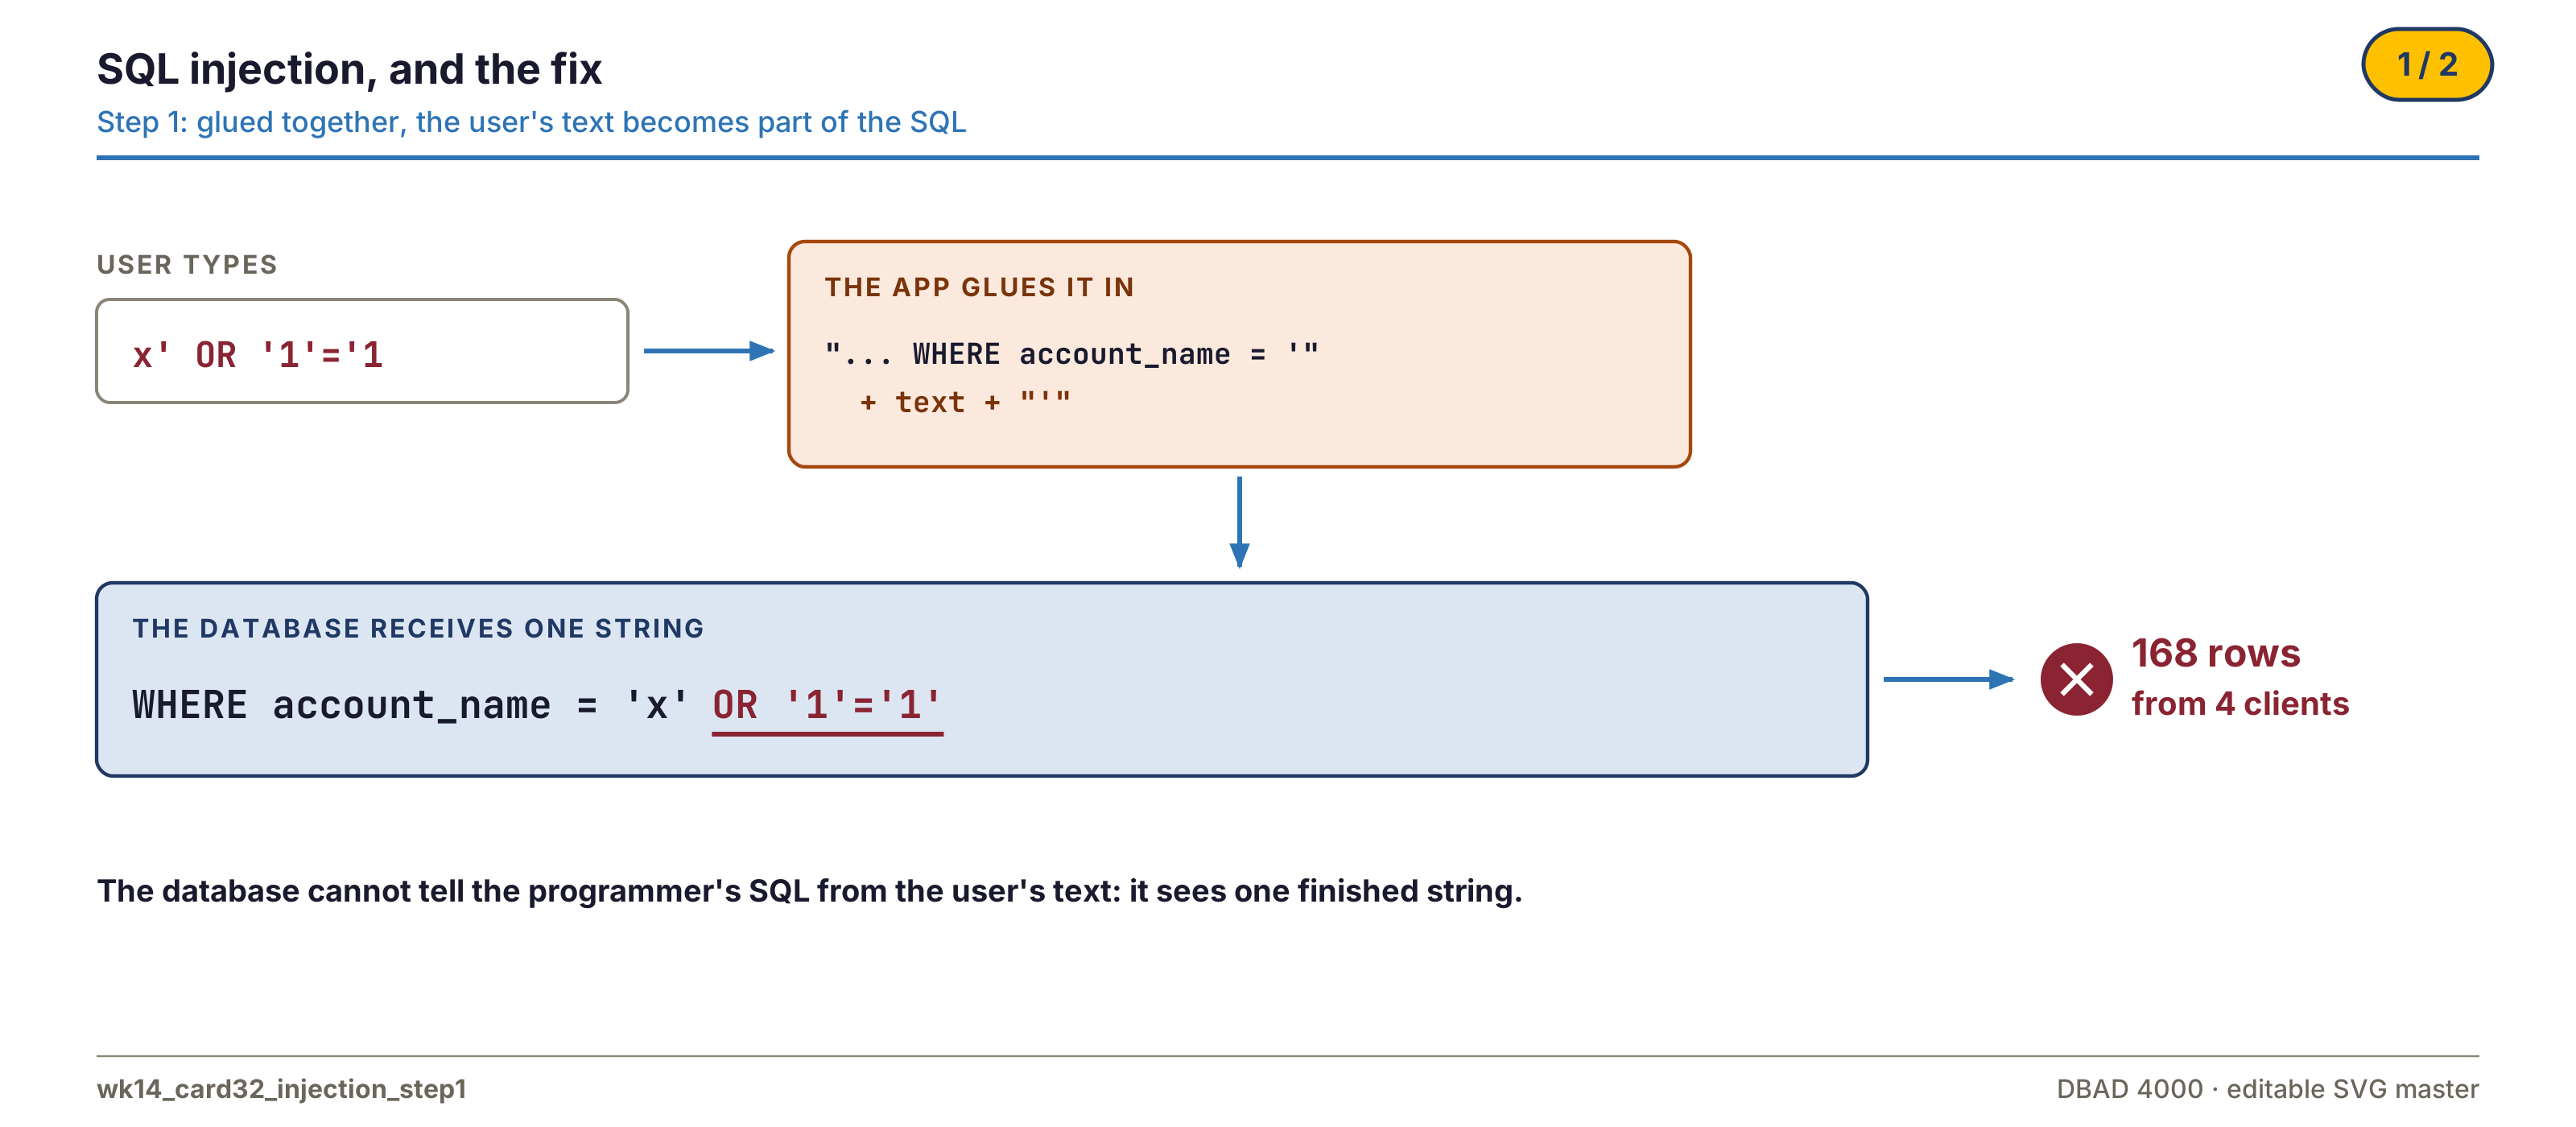 SQL injection, and the fix
1 / 2
Step 1: glued together, the user's text becomes part of the SQL
USER TYPES
x' OR '1'='1
THE APP GLUES IT IN
"... WHERE account_name = '"
+ text + "'"
THE DATABASE RECEIVES ONE STRING
WHERE account_name = 'x' OR '1'='1'
168 rows
from 4 clients
The database cannot tell the programmer's SQL from the user's text: it sees one finished string.
wk14_card32_injection_step1
DBAD 4000 · editable SVG master